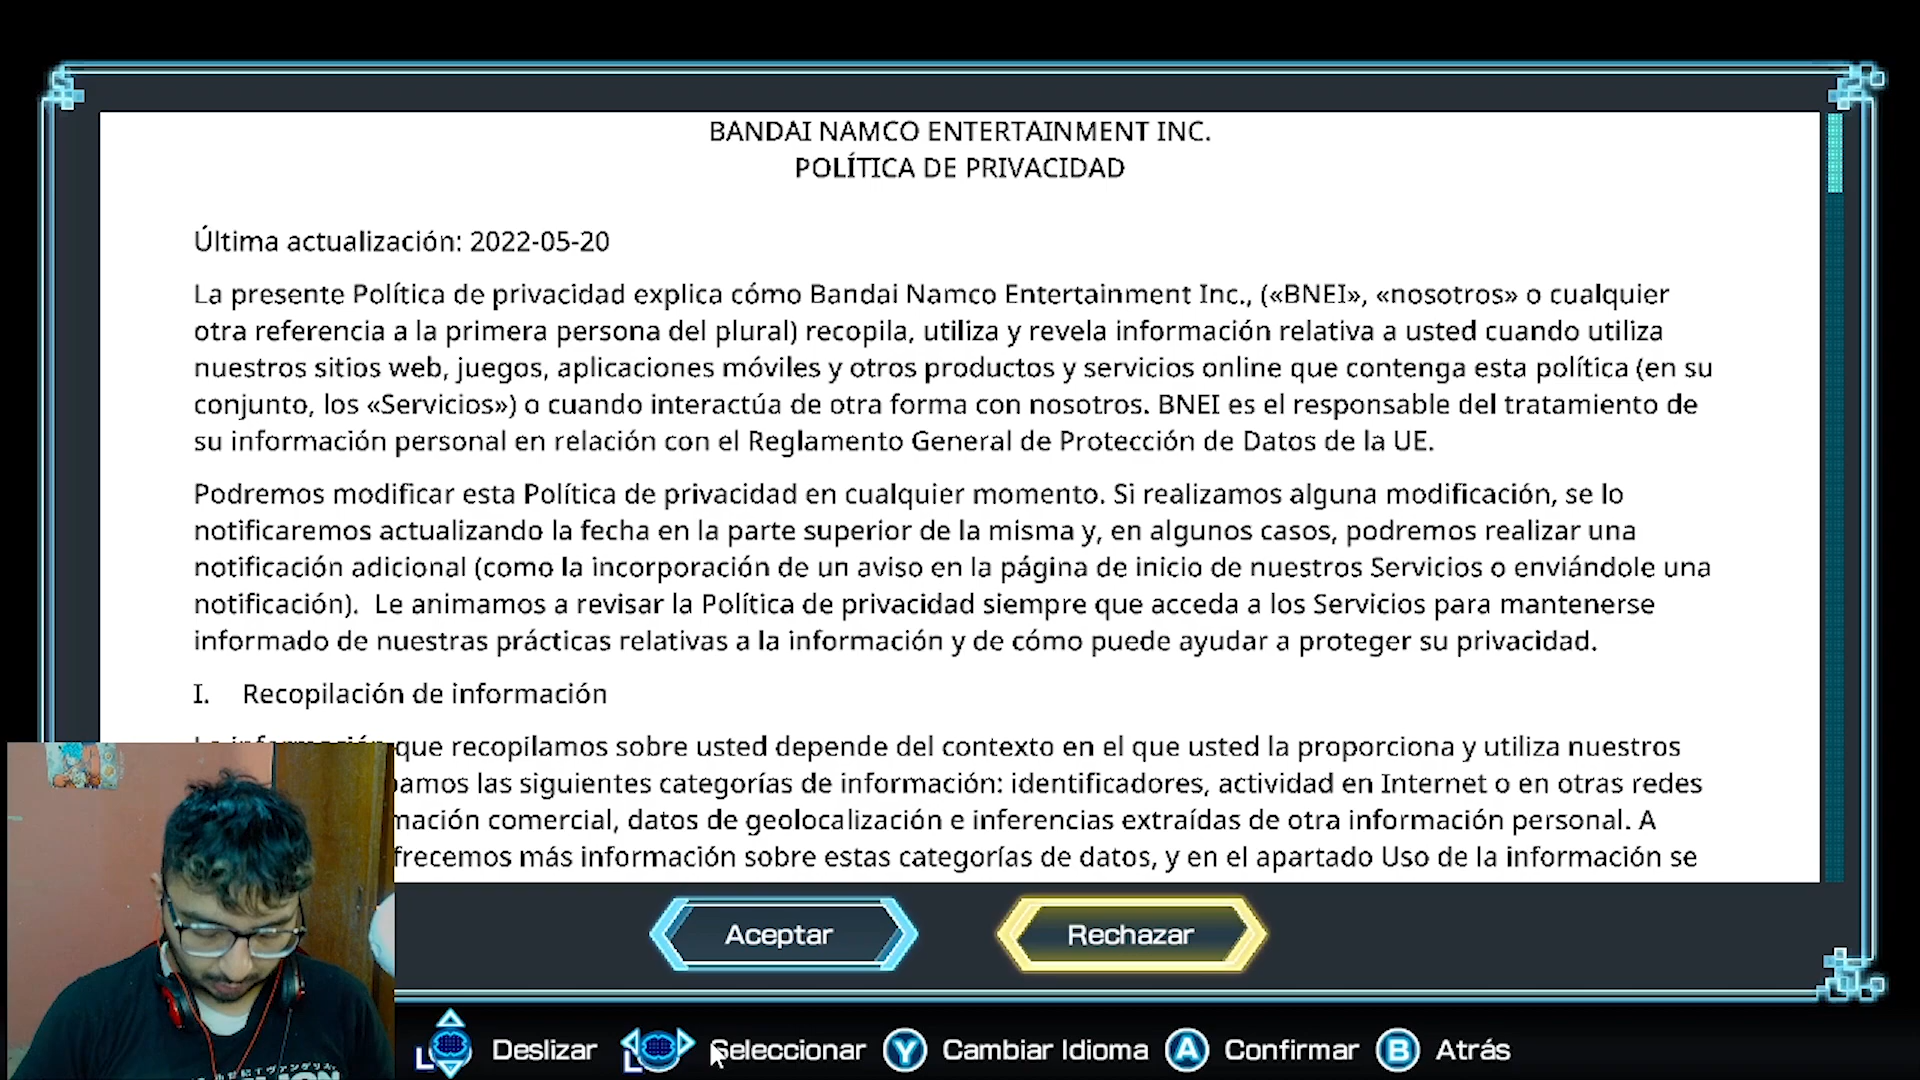 BANDAI NAMCO ENTERTAINMENT INC.
POLÍTICA DE PRIVACIDAD
Última actualización: 2022-05-20
La presente Política de privacidad explica cómo Bandai Namco Entertainment Inc., («BNEI», «nosotros» o cualquier
otra referencia a la primera persona del plural) recopila, utiliza y revela información relativa a usted cuando utiliza
nuestros sitios web, juegos, aplicaciones móviles y otros productos y servicios online que contenga esta política (en su
conjunto, los «Servicios») o cuando interactúa de otra forma con nosotros. BNEI es el responsable del tratamiento de
su información personal en relación con el Reglamento General de Protección de Datos de la UE.
Podremos modificar esta Política de privacidad en cualquier momento. Si realizamos alguna modificación, se lo
notificaremos actualizando la fecha en la parte superior de la misma y, en algunos casos, podremos realizar una
notificación adicional (como la incorporación de un aviso en la página de inicio de nuestros Servicios o enviándole una
notificación). Le animamos a revisar la Política de privacidad siempre que acceda a los Servicios para mantenerse
informado de nuestras prácticas relativas a la información y de cómo puede ayudar a proteger su privacidad.
I. Recopilación de información
que recopilamos sobre usted depende del contexto en el que usted la proporciona y utiliza nuestros
las siguientes categorías de información: identificadores, actividad en Internet o en otras redes
comercial, datos de geolocalización e inferencias extraídas de otra información personal. A
más información sobre estas categorías de datos, y en el apartado Uso de la información se
Aceptar
Rechazar
L Deslizar
L Seleccionar
Y Cambiar Idioma
A Confirmar
B Atrás